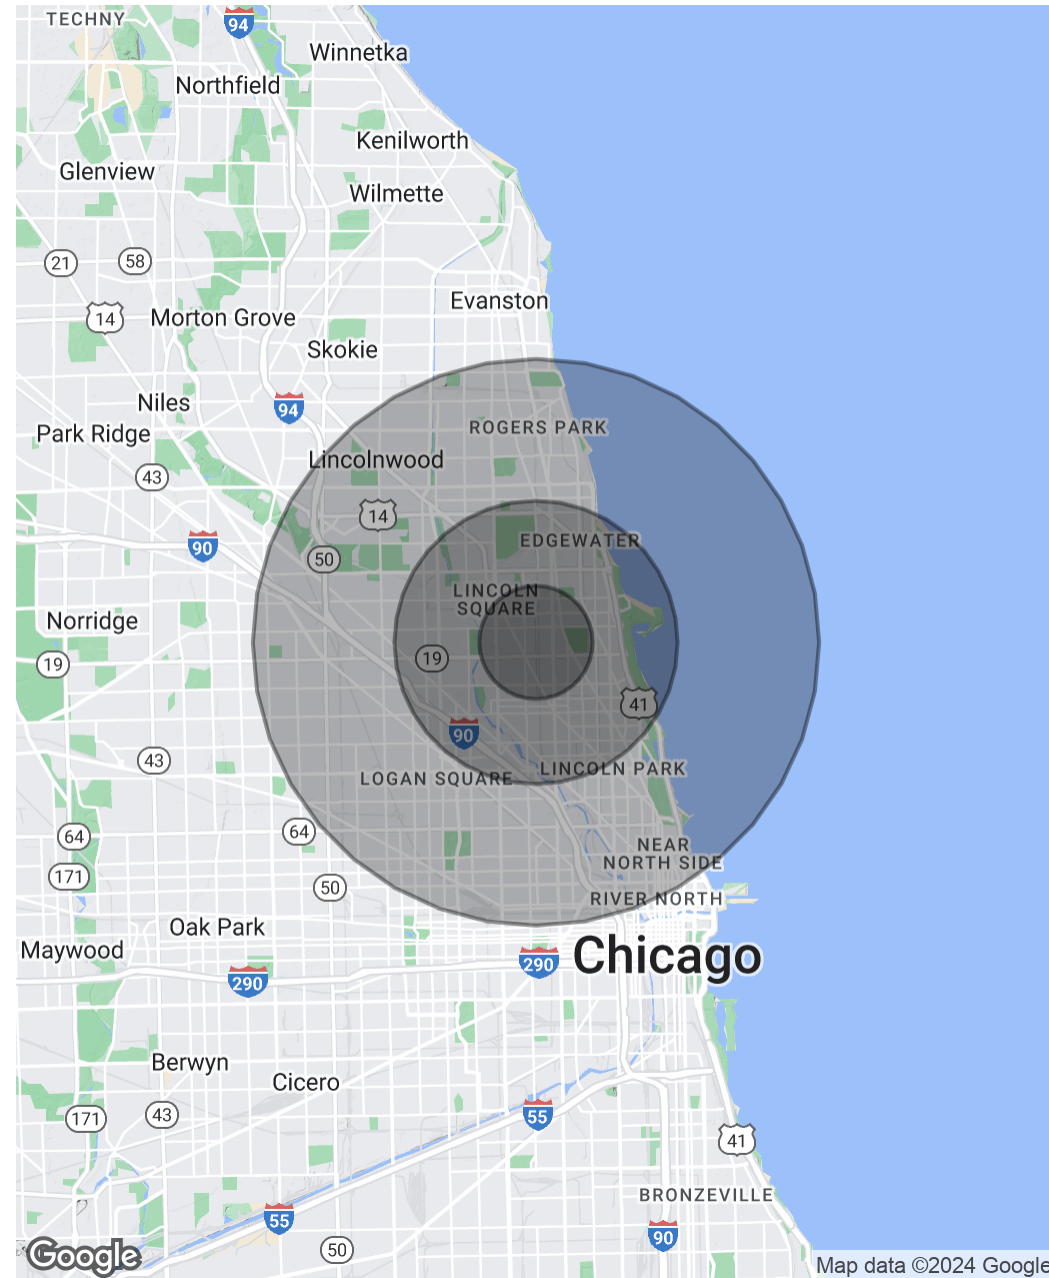 TECHNY
94
Winnetka
Northfield
Kenilworth
Glenview
Wilmette
21
58
Evanston
14
Morton Grove
Skokie
Niles
94
ROGERS PARK
Park Ridge
Lincolnwood
43
14
EDGEWATER
90
50
LINCOLN
SQUARE
Norridge
19
19
41
90
43
LINCOLN PARK
LOGAN SQUARE
64
64
NEAR
NORTH SIDE
171
50
RIVER NORTH
Oak Park
Maywood
Chicago
290
290
Berwyn
Cicero
171
43
55
41
BRONZEVILLE
55
90
50
Google
Map data ©2024 Google